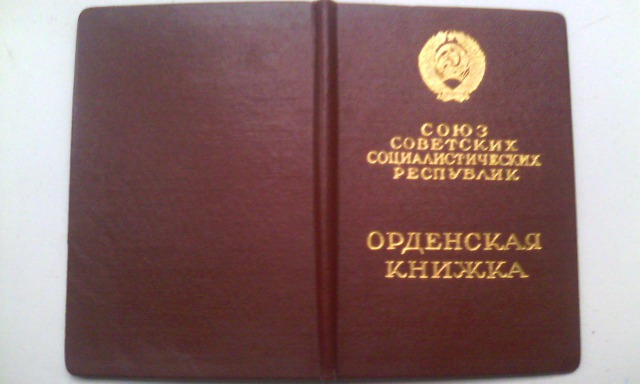 СОЮЗ
СОВЕТСКИХ
СОЦИАЛИСТИЧЕСКИХ
РЕСПУБЛИК
ОРДЕНСКАЯ
КНИЖКА